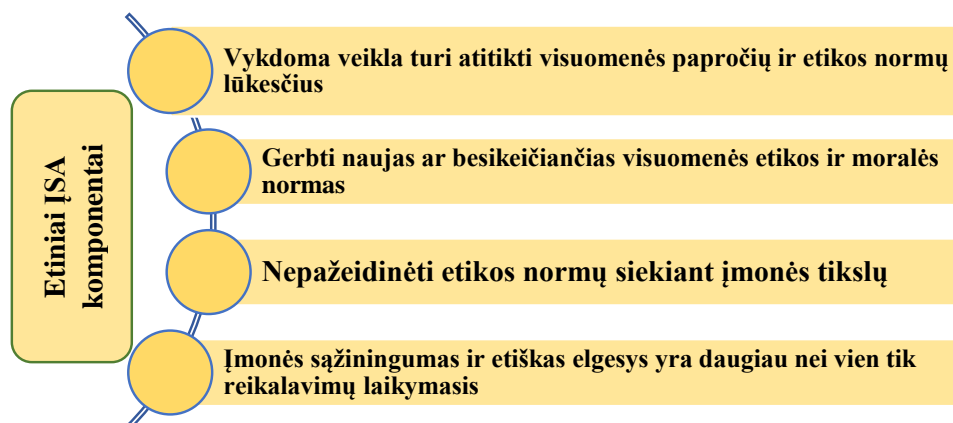 Etiniai ĮSA
komponentai
Vykdoma veikla turi atitikti visuomenės papročių ir etikos normų
lūkesčius
Gerbti naujas ar besikeičiančias visuomenės etikos ir moralės
normas
Nepažeidinėti etikos normų siekiant įmonės tikslų
Įmonės sąžiningumas ir etiškas elgesys yra daugiau nei vien tik
reikalavimų laikymasis